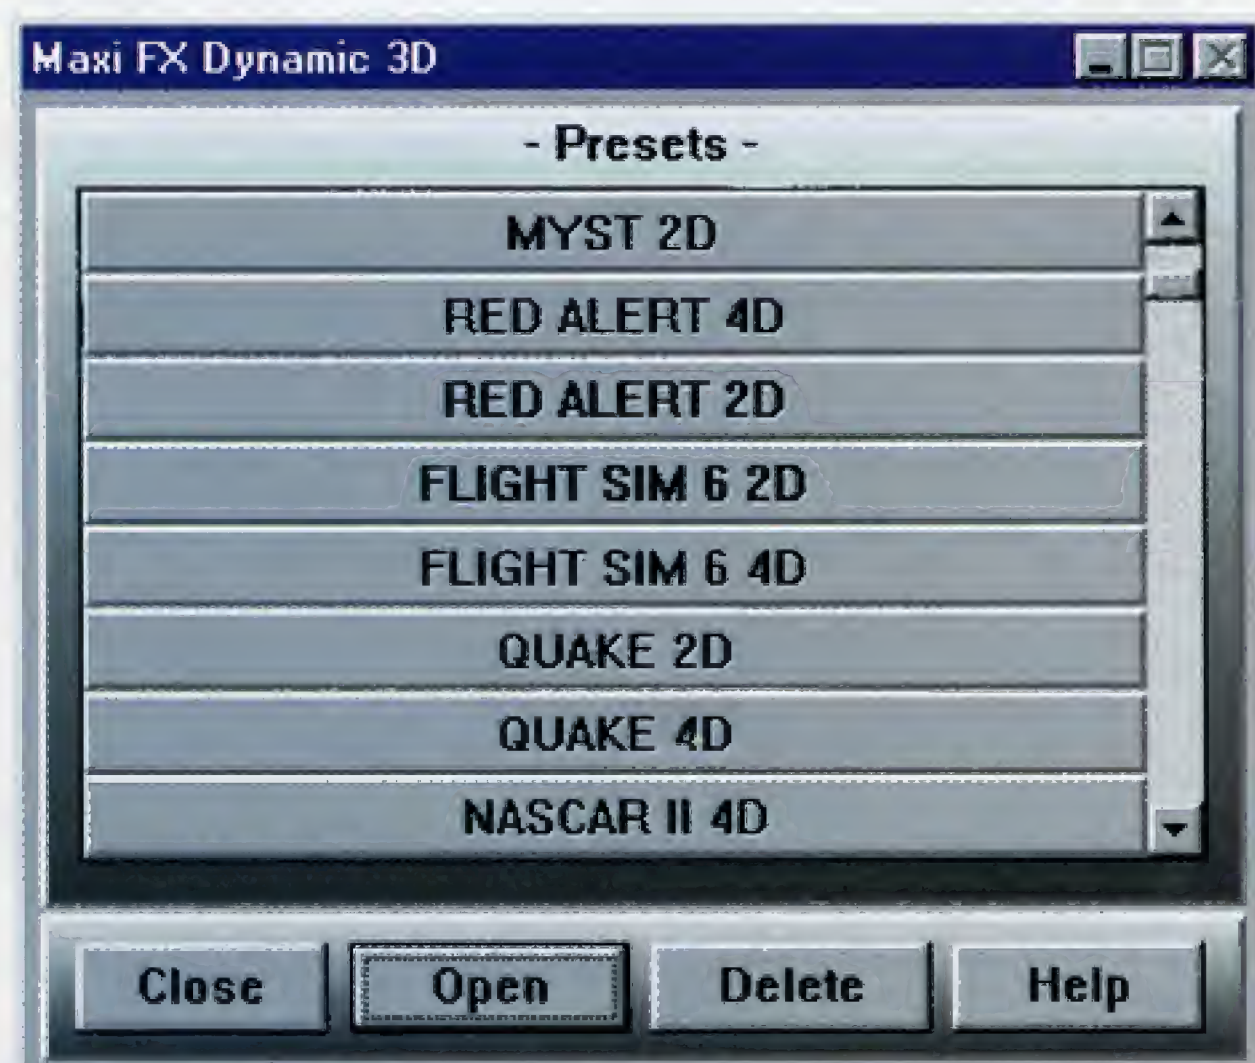 Maxi FX Dynamic 3D
- Presets -
MYST 2D
RED ALERT 4D
RED ALERT 2D
FLIGHT SIM 6 2D
FLIGHT SIM 6 4D
QUAKE 2D
QUAKE 4D
NASCAR II 4D
Close
Open
Delete
Help